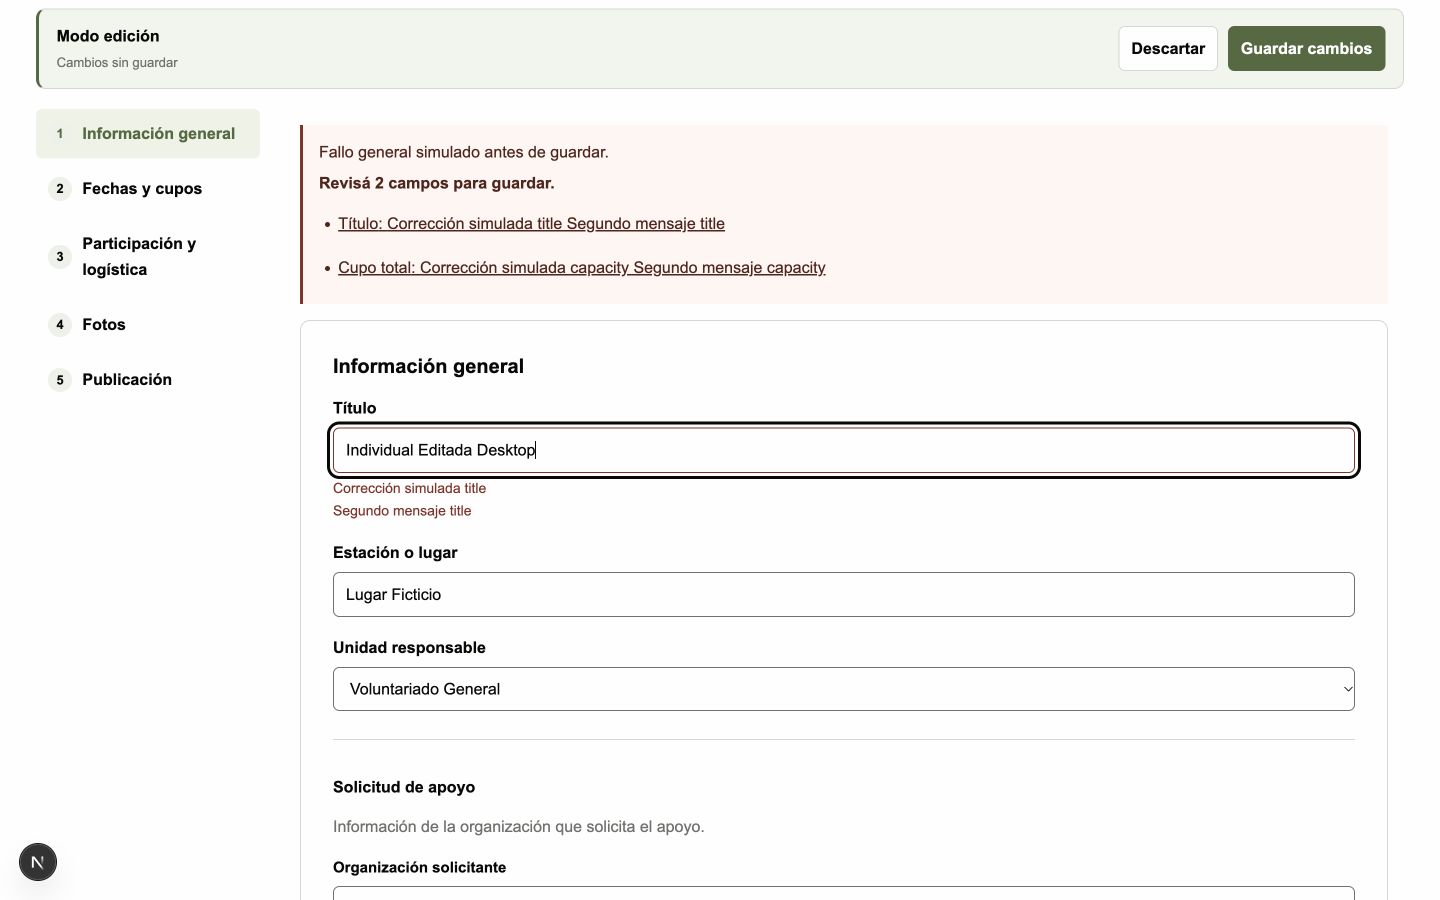 Modo edición
Cambios sin guardar
Descartar
Guardar cambios
1 Información general
2 Fechas y cupos
3 Participación y
logística
4 Fotos
5 Publicación
Fallo general simulado antes de guardar.
Revisá 2 campos para guardar.
• Título: Corrección simulada title Segundo mensaje title
• Cupo total: Corrección simulada capacity Segundo mensaje capacity
Información general
Título
Individual Editada Desktop
Corrección simulada title
Segundo mensaje title
Estación o lugar
Lugar Ficticio
Unidad responsable
Voluntariado General
Solicitud de apoyo
Información de la organización que solicita el apoyo.
Organización solicitante
N